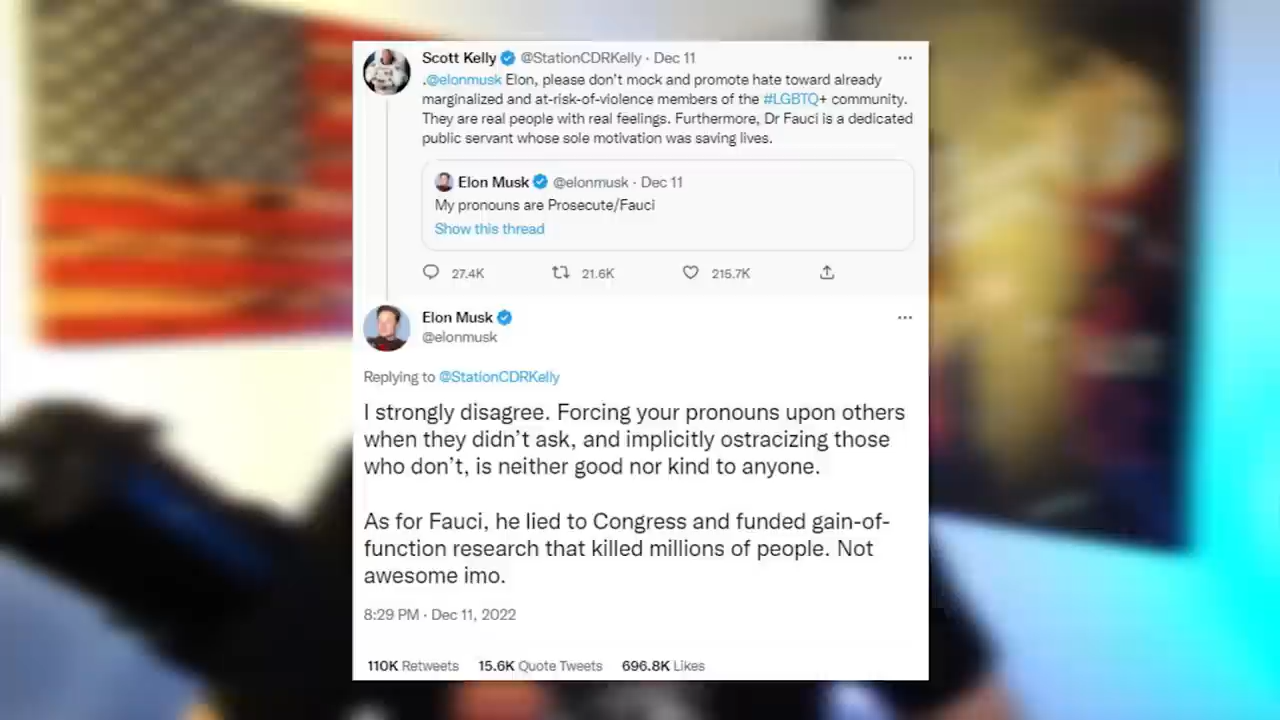 Scott Kelly @StationCDRKelly · Dec 11
.@elonmusk Elon, please don't mock and promote hate toward already
marginalized and at-risk-of-violence members of the #LGBTQ+ community.
They are real people with real feelings. Furthermore, Dr Fauci is a dedicated
public servant whose sole motivation was saving lives.
Elon Musk @elonmusk · Dec 11
My pronouns are Prosecute/Fauci
Show this thread
27.4K 21.6K 215.7K
Elon Musk
@elonmusk
Replying to @StationCDRKelly
I strongly disagree. Forcing your pronouns upon others
when they didn't ask, and implicitly ostracizing those
who don't, is neither good nor kind to anyone.
As for Fauci, he lied to Congress and funded gain-of-
function research that killed millions of people. Not
awesome imo.
8:29 PM · Dec 11, 2022
110K Retweets 15.6K Quote Tweets 696.8K Likes